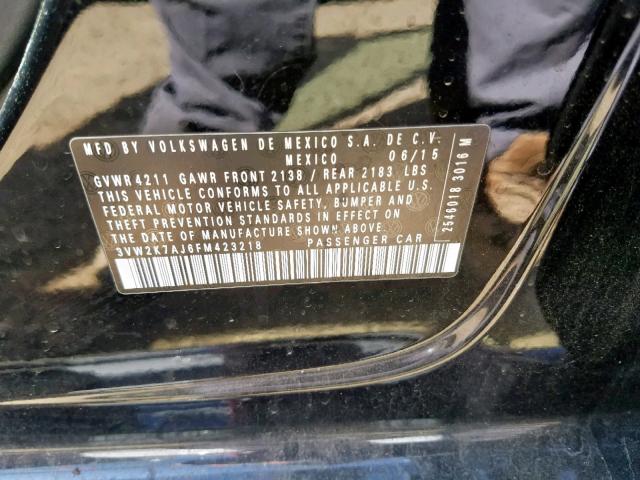 MFD BY VOLKSWAGEN DE MEXICO S.A. DE C.V.
MEXICO 06/15
GVWR 4211 GAWR FRONT 2138 / REAR 2183 LBS
THIS VEHICLE CONFORMS TO ALL APPLICABLE U.S.
FEDERAL MOTOR VEHICLE SAFETY, BUMPER AND
THEFT PREVENTION STANDARDS IN EFFECT ON
THE DATE OF MANUFACTURE SHOWN ABOVE.
3VW2K7AJ6FM423218 PASSENGER CAR
2546018 3016 M